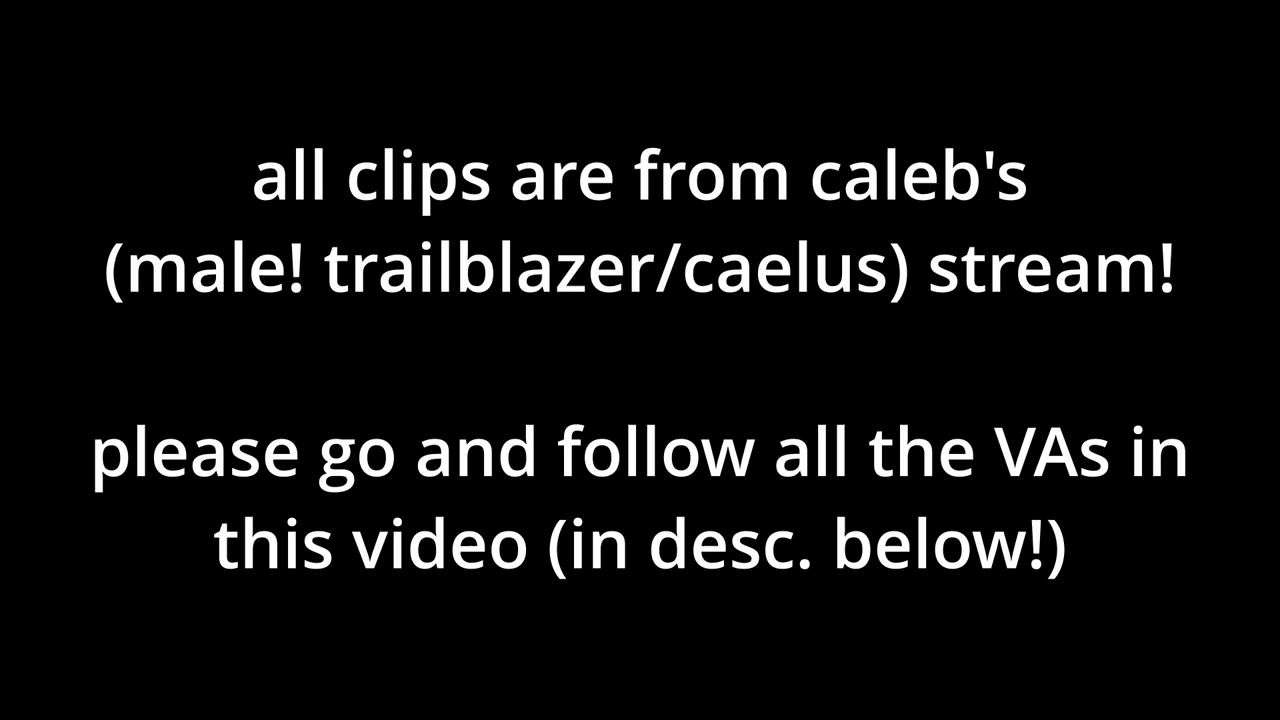 all clips are from caleb's
(male! trailblazer/caelus) stream!
please go and follow all the VAs in
this video (in desc. below!)